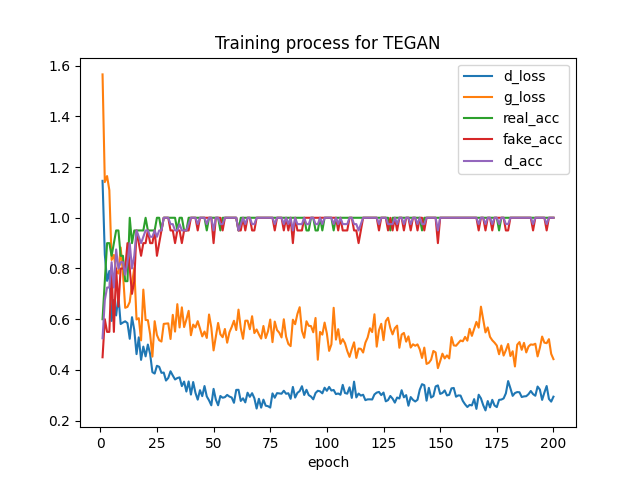 Training process for TEGAN
1.6
1.4
1.2
1.0
0.8
0.6
0.4
0.2
d_loss
g_loss
real_acc
fake_acc
d_acc
0 25 50 75 100 125 150 175 200
epoch